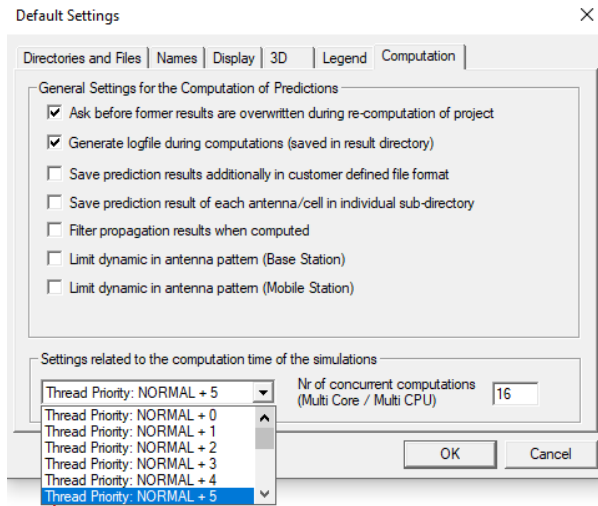 Default Settings
Directories and Files Names Display 3D Legend Computation
General Settings for the Computation of Predictions
Ask before former results are overwritten during re-computation of project
Generate logfile during computations (saved in result directory)
Save prediction results additionally in customer defined file format
Save prediction result of each antenna/cell in individual sub-directory
Filter propagation results when computed
Limit dynamic in antenna pattern (Base Station)
Limit dynamic in antenna pattern (Mobile Station)
Settings related to the computation time of the simulations
Thread Priority: NORMAL + 5
Nr of concurrent computations
(Multi Core / Multi CPU)
16
Thread Priority: NORMAL + 0
Thread Priority: NORMAL + 1
Thread Priority: NORMAL + 2
Thread Priority: NORMAL + 3
Thread Priority: NORMAL + 4
Thread Priority: NORMAL + 5
OK Cancel